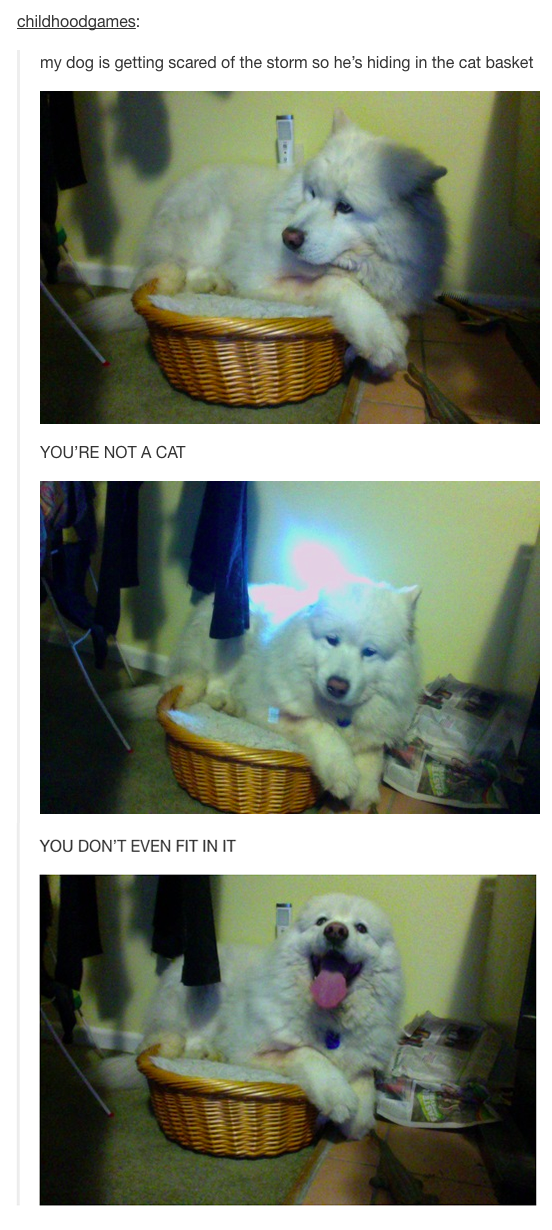 childhoodgames:
my dog is getting scared of the storm so he’s hiding in the cat basket
YOU’RE NOT A CAT
YOU DON’T EVEN FIT IN IT